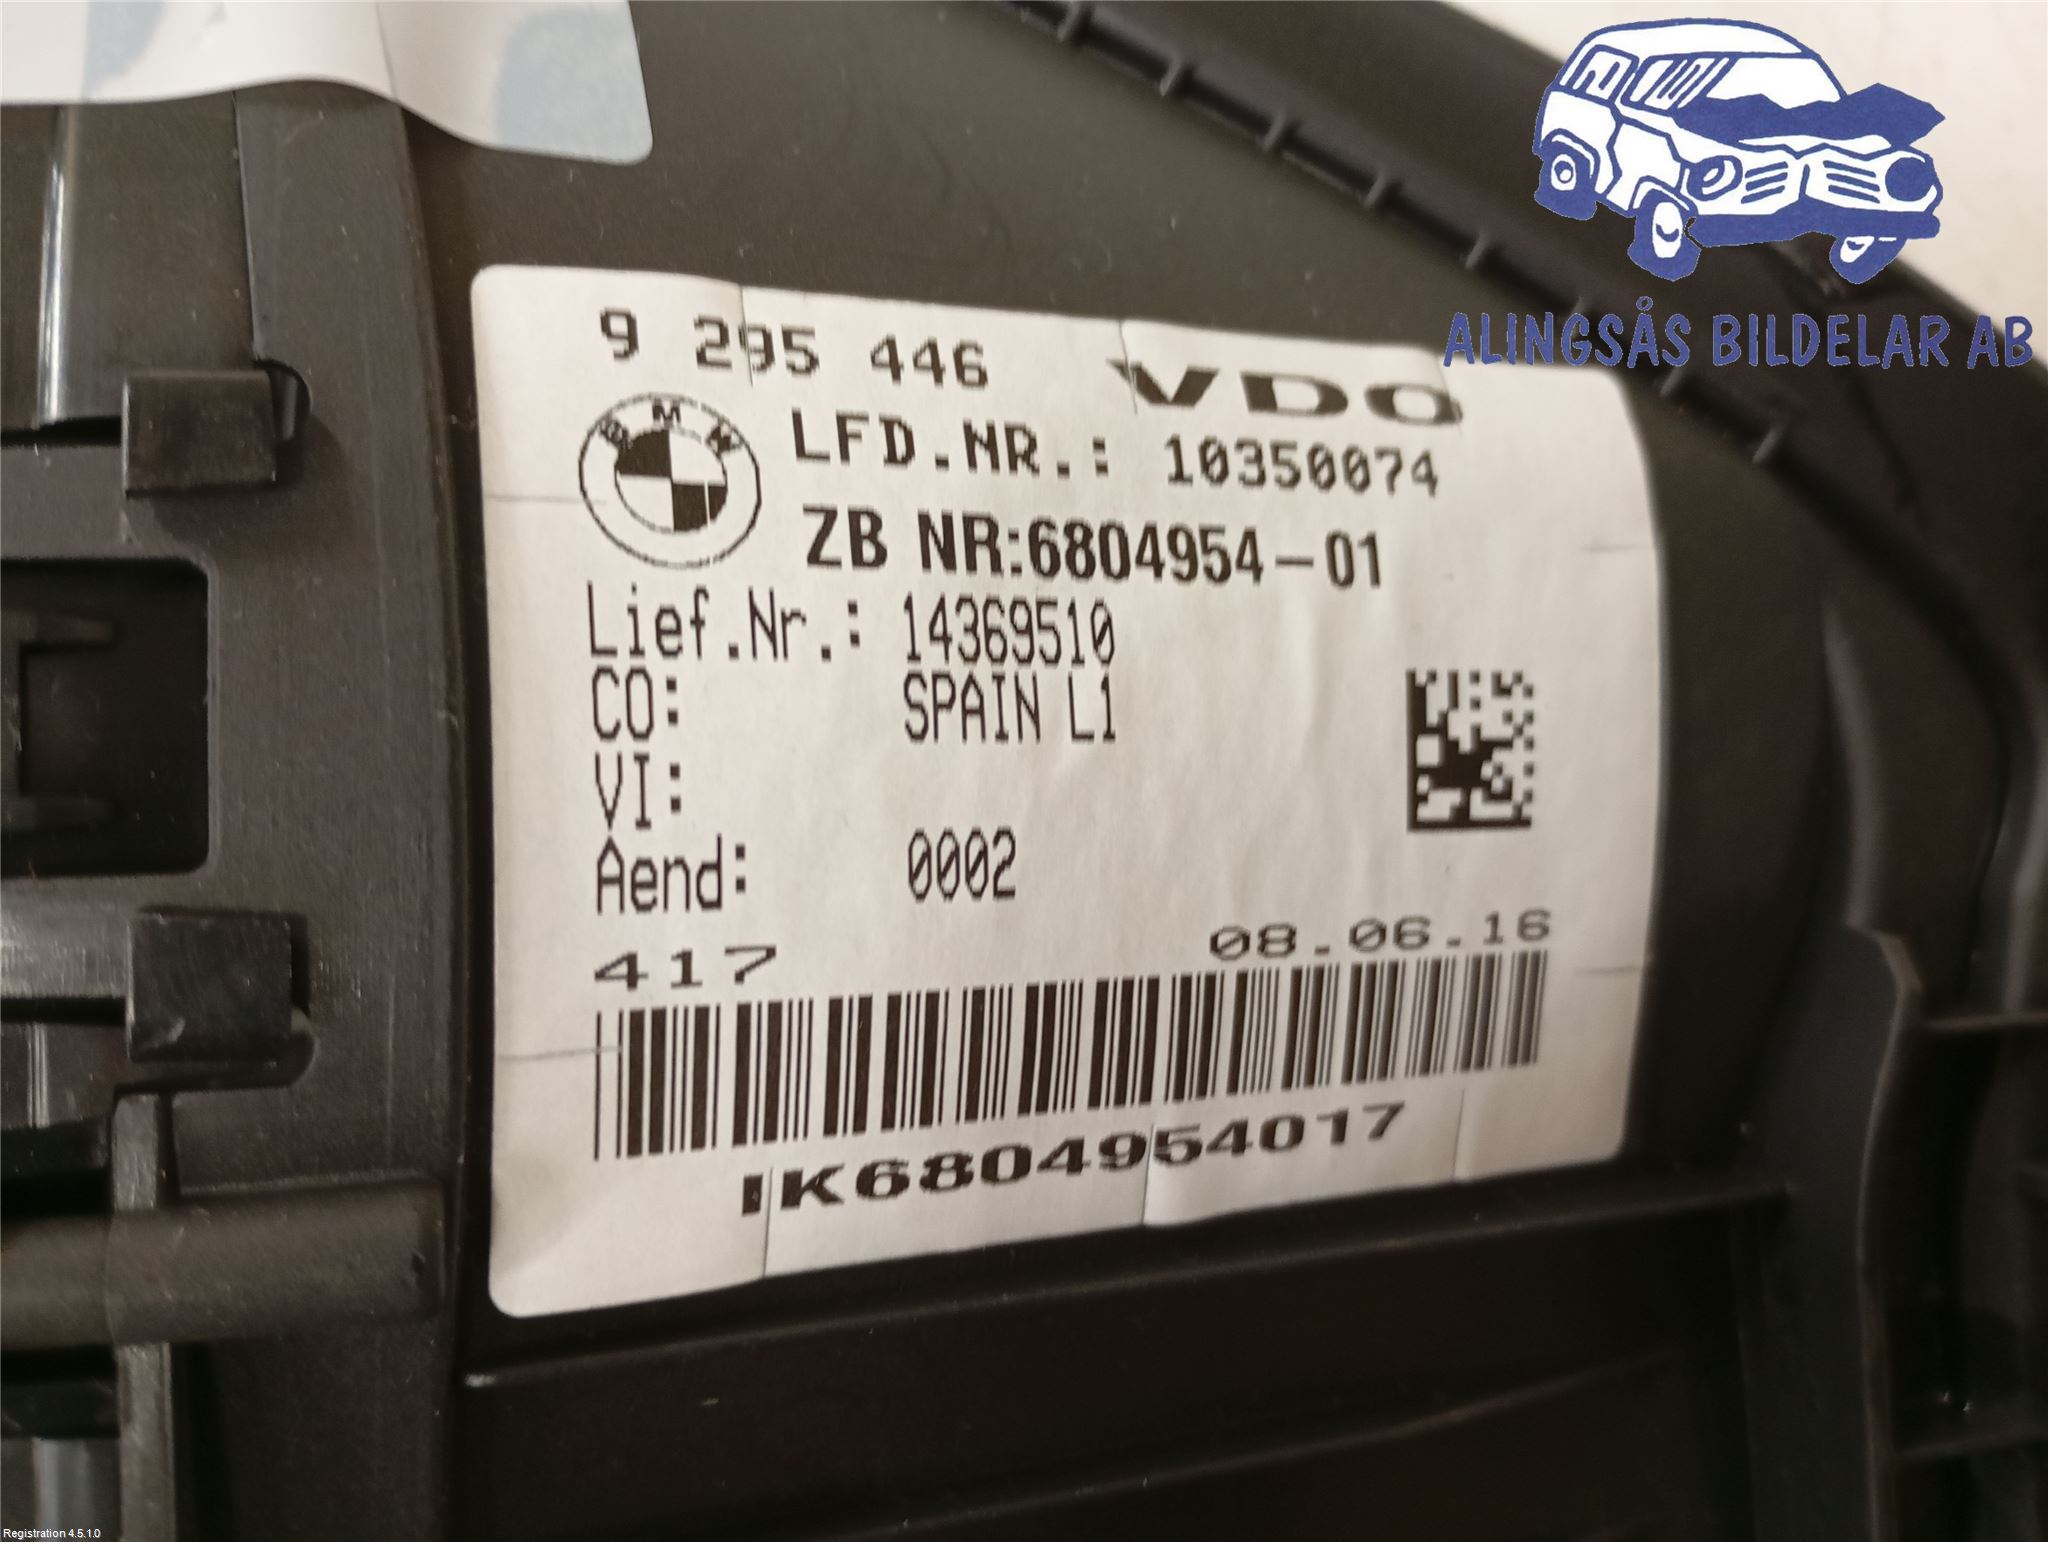 9 295 446 VDO
BMW
LFD.NR.: 10350074
ZB NR:6804954-01
Lief.Nr.: 14369510
CO: SPAIN L1
VI:
Aend: 0002
417 08.06.16
IK6804954017
ALINGSÅS BILDELAR AB
Registration 4.5.1.0